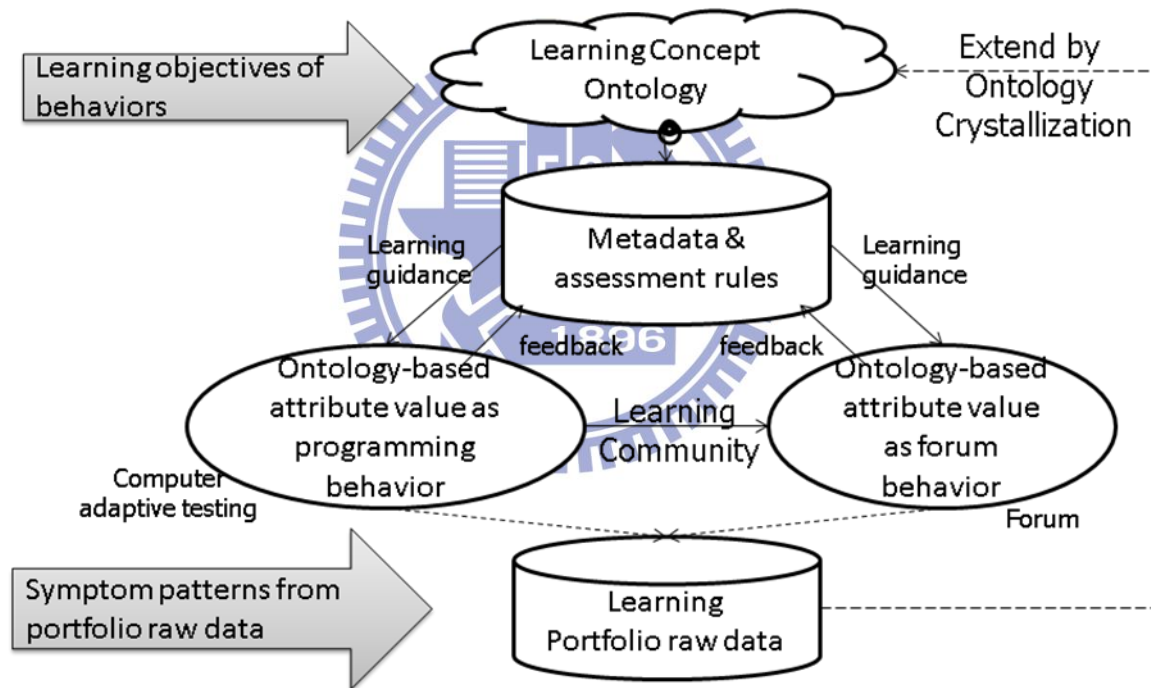 Learning Concept
Ontology
Extend by
Ontology
Crystallization
Learning objectives of
behaviors
Metadata &
assessment rules
Learning
guidance
Learning
guidance
feedback
feedback
1896
Ontology-based
attribute value as
programming
behavior
Learning
Community
Ontology-based
attribute value
as forum
behavior
Computer
adaptive testing
Forum
Symptom patterns from
portfolio raw data
Learning
Portfolio raw data